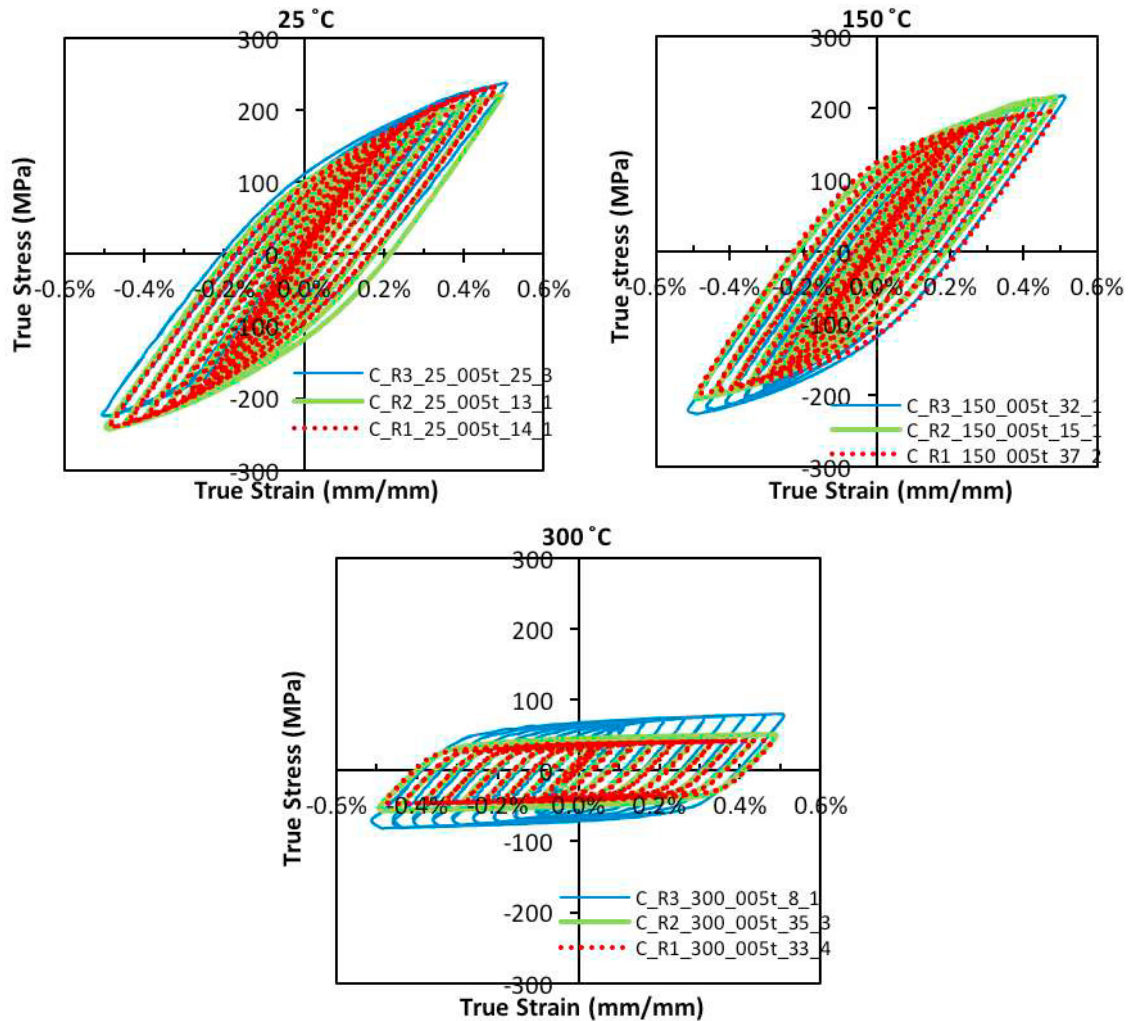 25 ˚C
300
200
100
0
-0.6% -0.4% -0.2% 0.0% 0.2% 0.4% 0.6%
-100
-200
-300
True Stress (MPa)
True Strain (mm/mm)
C_R3_25_005t_25_3
C_R2_25_005t_13_1
C_R1_25_005t_14_1
150 ˚C
300
200
100
0
-0.6% -0.4% -0.2% 0.0% 0.2% 0.4% 0.6%
-100
-200
-300
True stress (MPa)
True Strain (mm/mm)
C_R3_150_005t_32_1
C_R2_150_005t_15_1
C_R1_150_005t_37_2
300 ˚C
300
200
100
0
-0.6% -0.4% -0.2% 0.0% 0.2% 0.4% 0.6%
-100
-200
-300
True Stress (MPa)
True Strain (mm/mm)
C_R3_300_005t_8_1
C_R2_300_005t_35_3
C_R1_300_005t_33_4